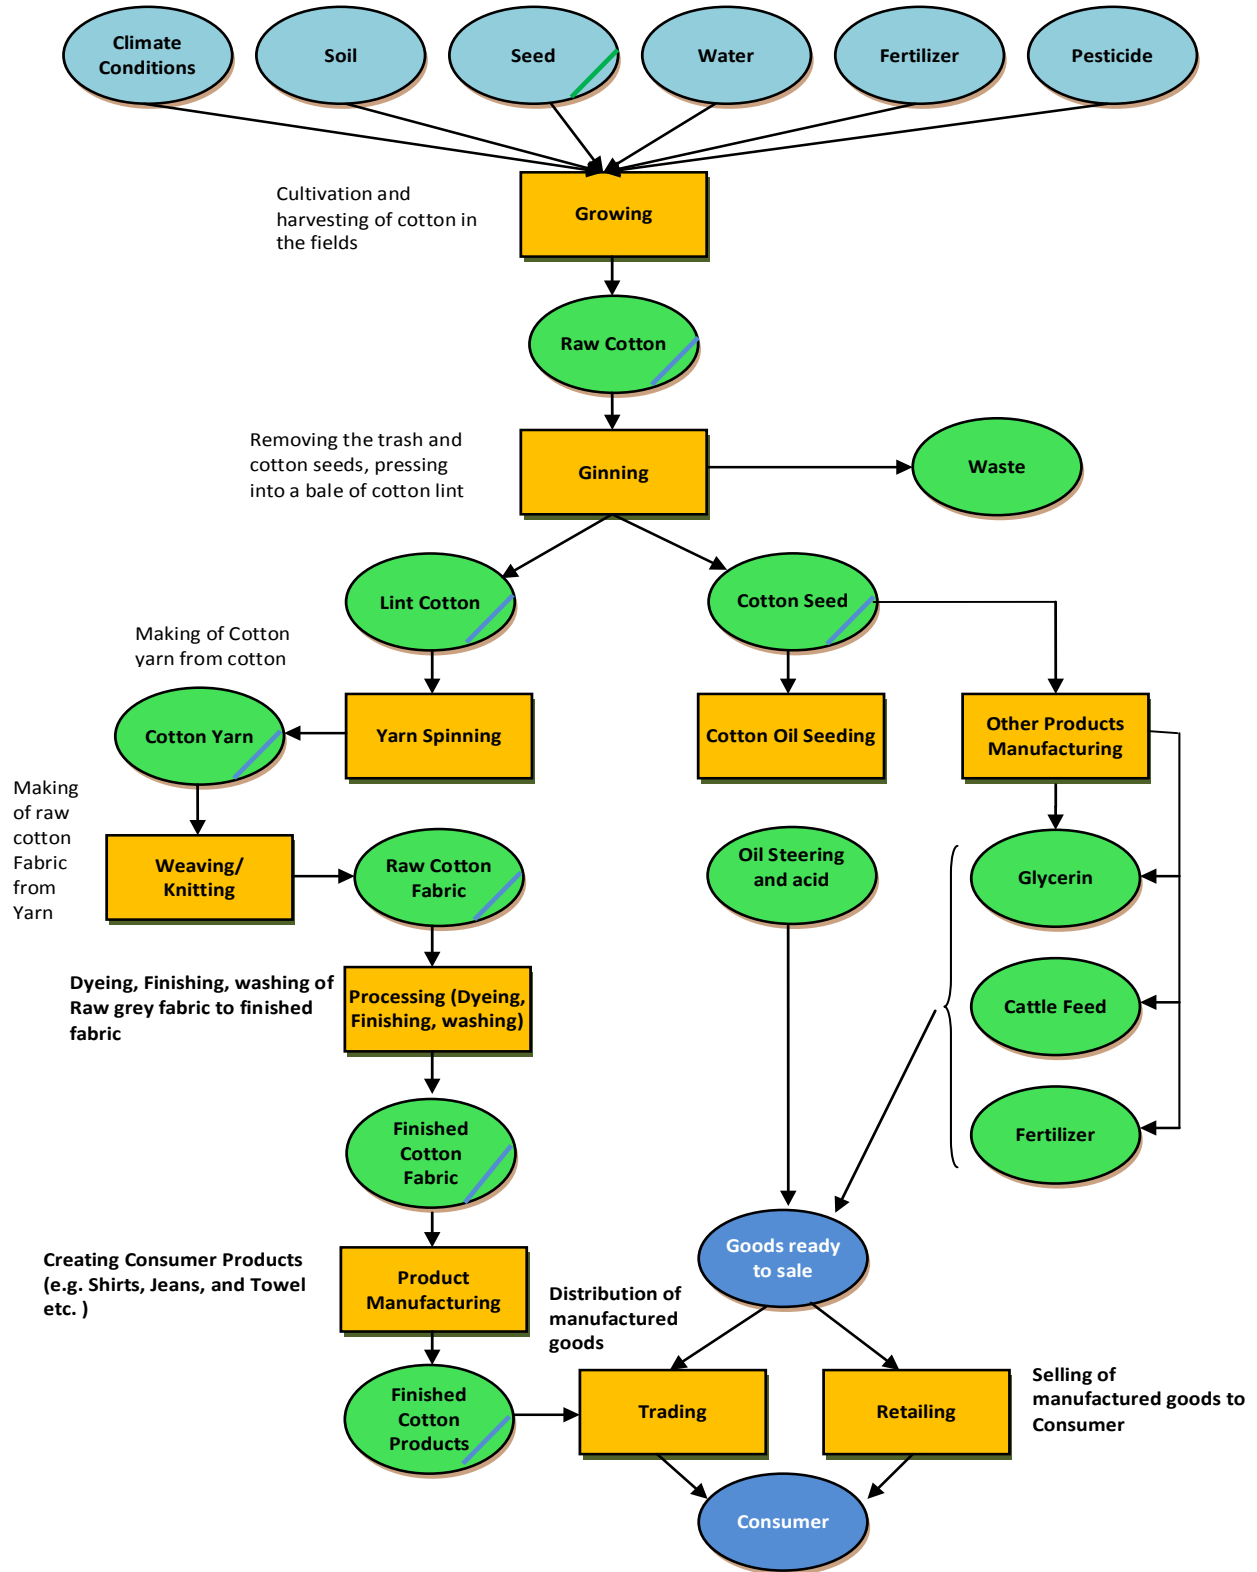 Climate
Conditions
Soil
Seed
Water
Fertilizer
Pesticide
Cultivation and
harvesting of cotton in
the fields
Growing
Raw Cotton
Removing the trash and
cotton seeds, pressing
into a bale of cotton lint
Ginning
Waste
Lint Cotton
Cotton Seed
Making of Cotton
yarn from cotton
Cotton Yarn
Yarn Spinning
Cotton Oil Seeding
Other Products
Manufacturing
Making
of raw
cotton
Fabric
from
Yarn
Weaving/
Knitting
Raw Cotton
Fabric
Oil Steering
and acid
Glycerin
Dyeing, Finishing, washing of
Raw grey fabric to finished
fabric
Processing (Dyeing,
Finishing, washing)
Cattle Feed
Finished
Cotton
Fabric
Fertilizer
Creating Consumer Products
(e.g. Shirts, Jeans, and Towel
etc. )
Product
Manufacturing
Goods ready
to sale
Distribution of
manufactured
goods
Finished
Cotton
Products
Trading
Retailing
Selling of
manufactured goods to
Consumer
Consumer